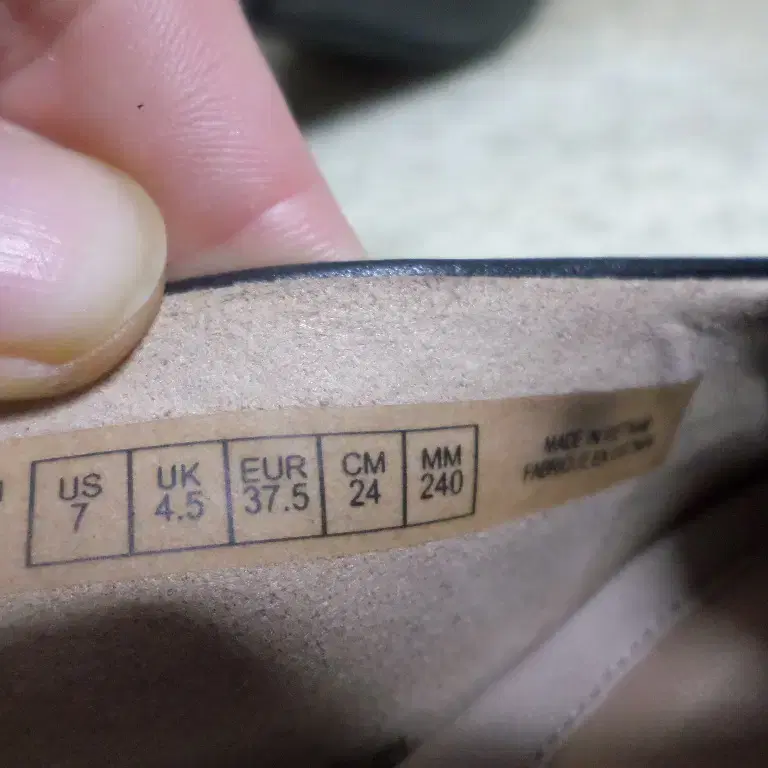 US UK EUR CM MM
7 4.5 37.5 24 240
MADE IN VIETNAM
FABRIQUÉ EN VIETNAM